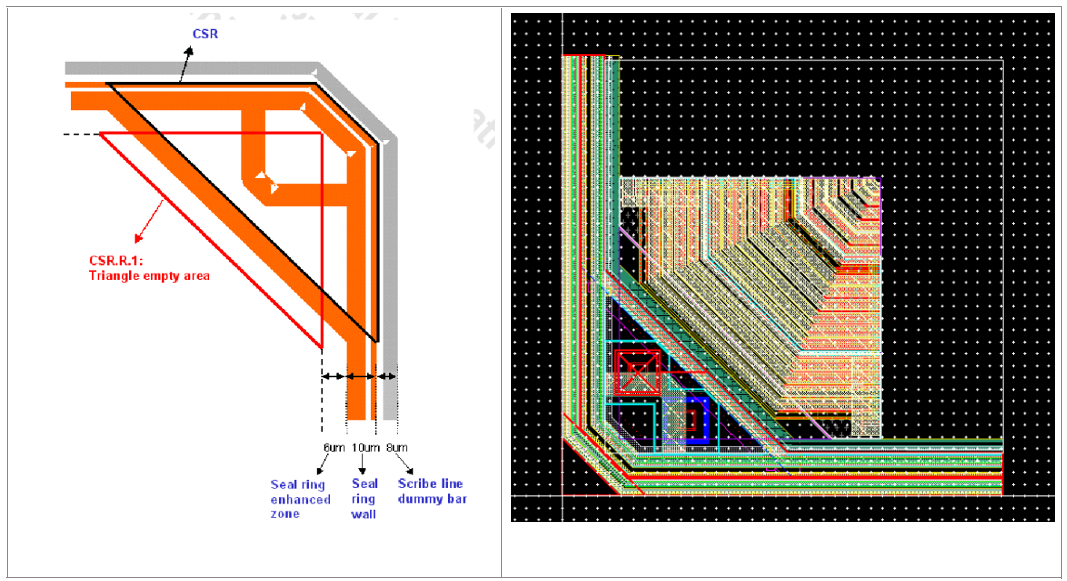 CSR
CSR.R.1:
Triangle empty area
6um 10um 8um
Seal ring
enhanced
zone
Seal
ring
wall
Scribe line
dummy bar